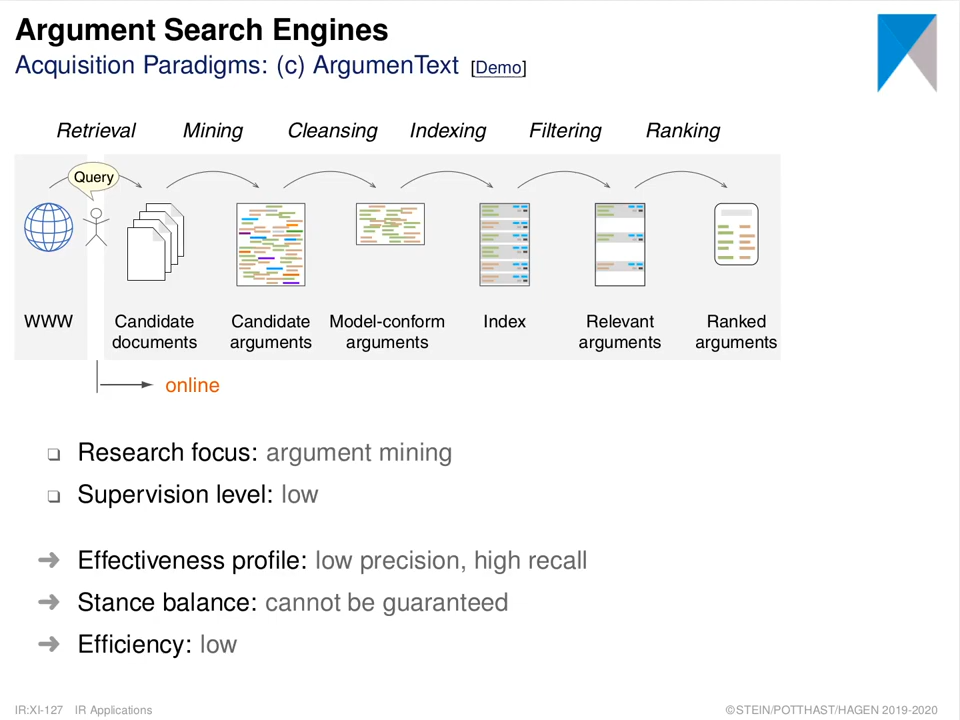 Argument Search Engines
Acquisition Paradigms: (c) ArgumenText [Demo]
Retrieval Mining Cleansing Indexing Filtering Ranking
Query
WWW Candidate documents Candidate arguments Model-conform arguments Index Relevant arguments Ranked arguments
online
❏ Research focus: argument mining
❏ Supervision level: low
➜ Effectiveness profile: low precision, high recall
➜ Stance balance: cannot be guaranteed
➜ Efficiency: low
IR:XI-127 IR Applications ©STEIN/POTTHAST/HAGEN 2019-2020